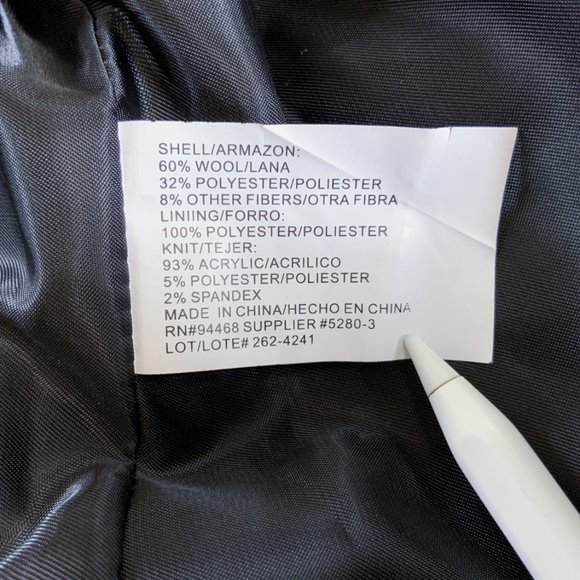 SHELL/ARMAZON:
60% WOOL/LANA
32% POLYESTER/POLIESTER
8% OTHER FIBERS/OTRA FIBRA
LINIING/FORRO:
100% POLYESTER/POLIESTER
KNIT/TEJER:
93% ACRYLIC/ACRILICO
5% POLYESTER/POLIESTER
2% SPANDEX
MADE IN CHINA/HECHO EN CHINA
RN#94468 SUPPLIER #5280-3
LOT/LOTE# 262-4241